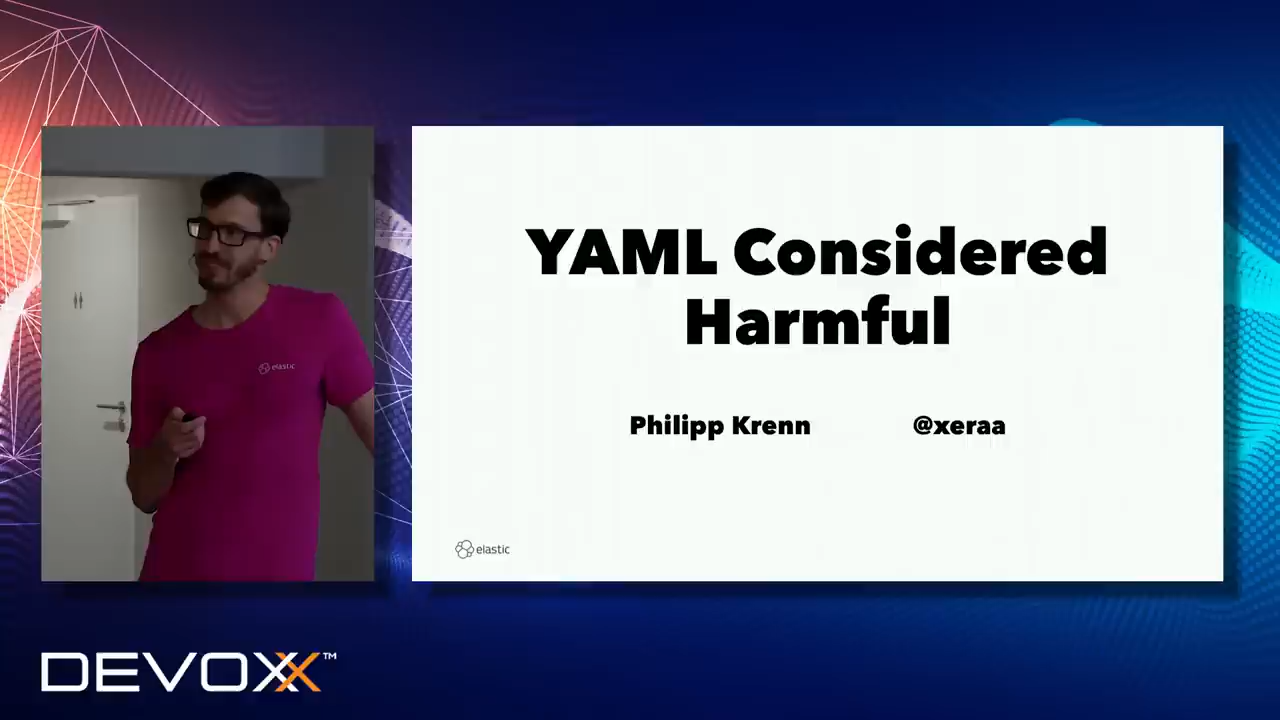 elastic
YAML Considered
Harmful
Philipp Krenn @xeraa
elastic
DEVOXX™